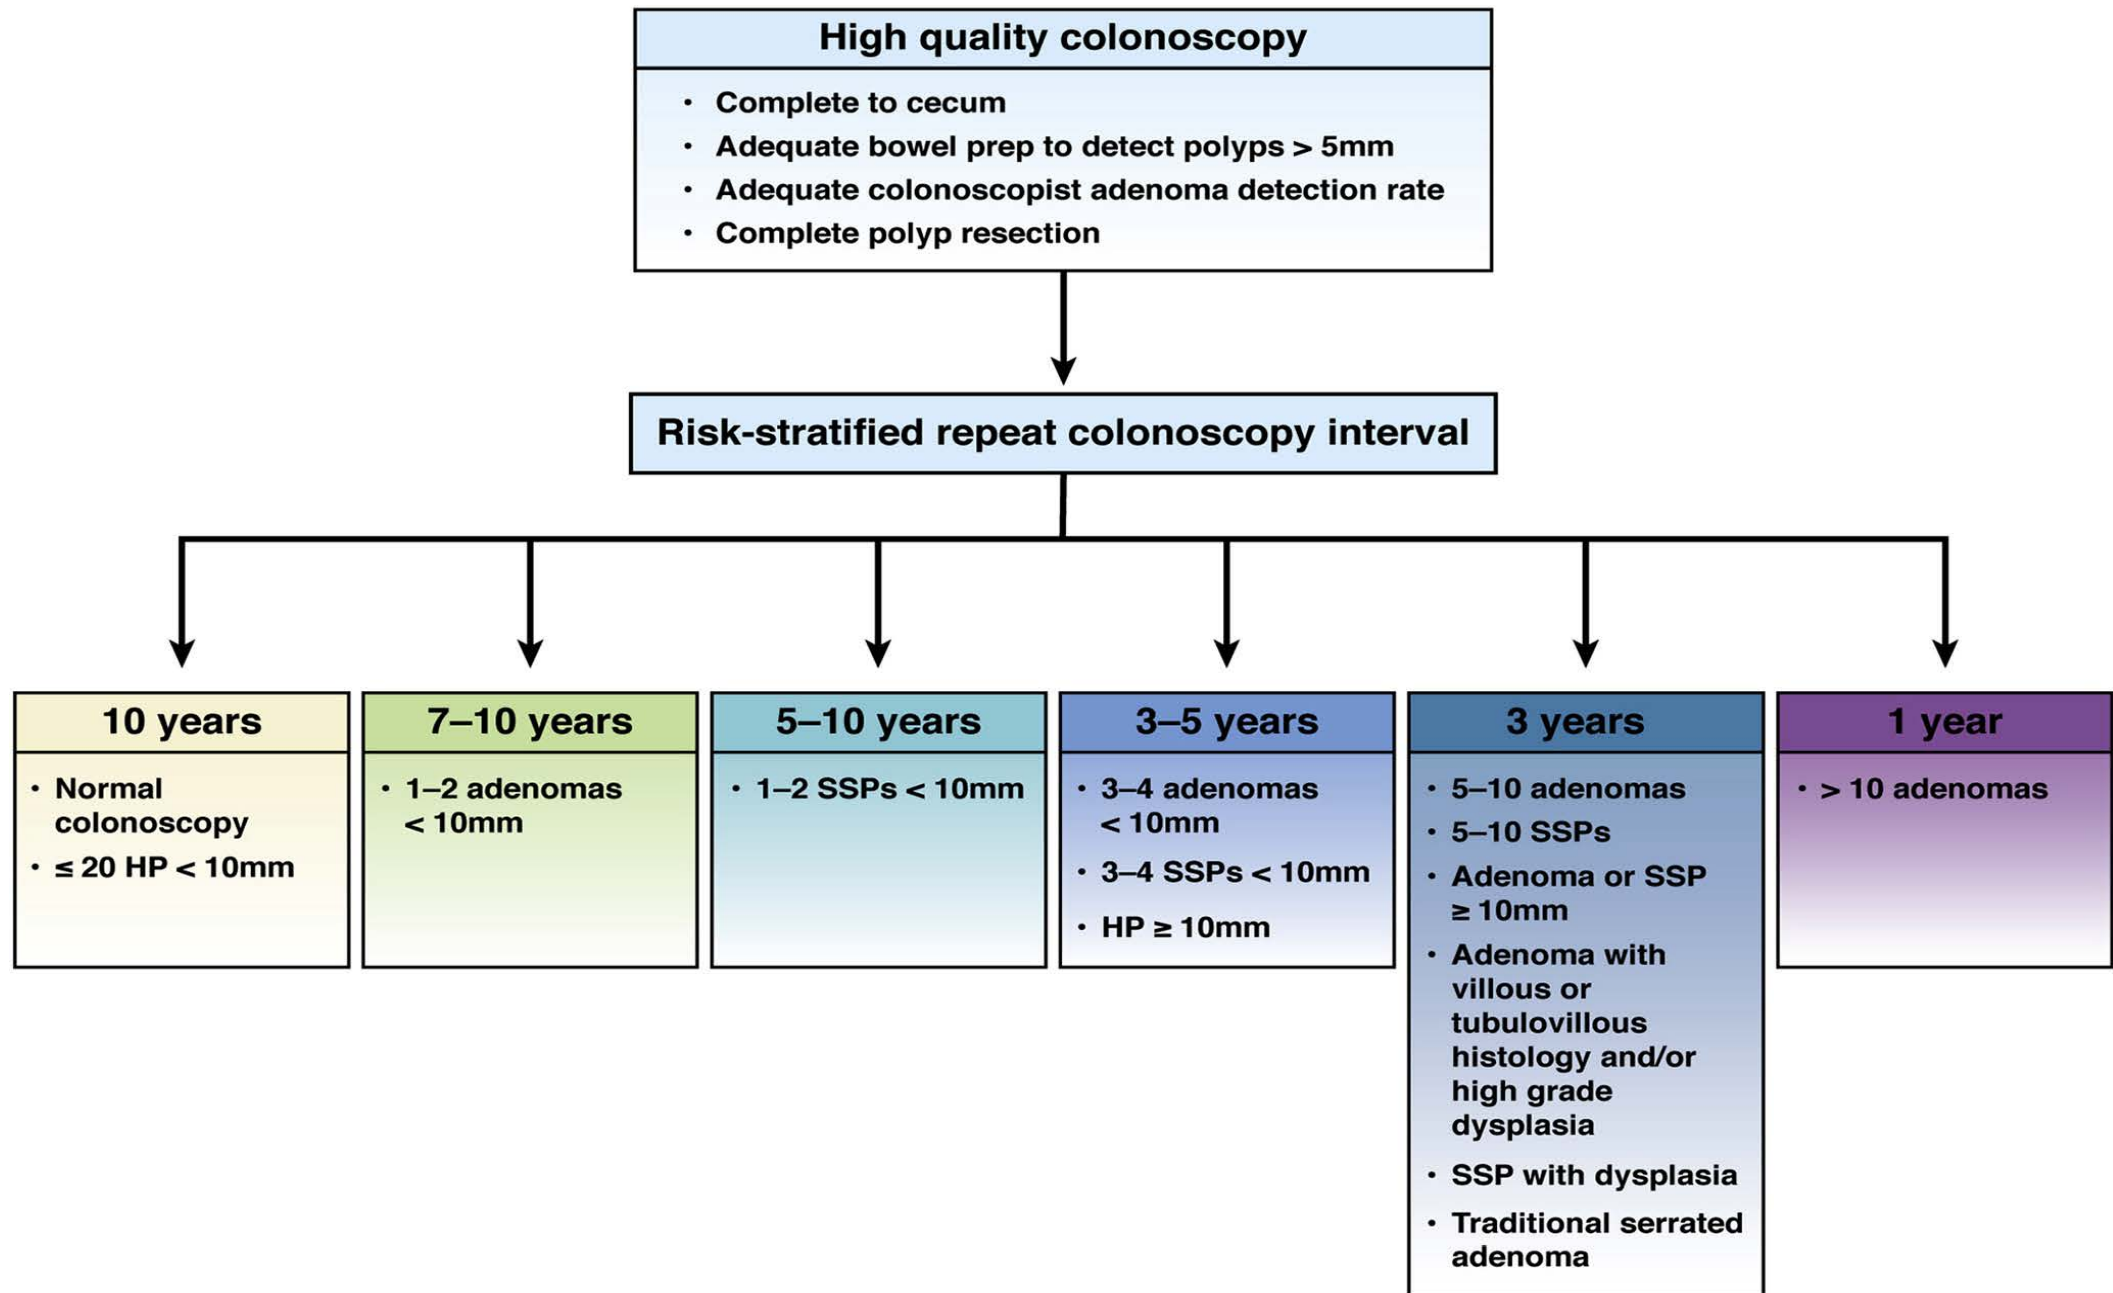 High quality colonoscopy
• Complete to cecum
• Adequate bowel prep to detect polyps > 5mm
• Adequate colonoscopist adenoma detection rate
• Complete polyp resection
Risk-stratified repeat colonoscopy interval
10 years
• Normal
colonoscopy
• ≤ 20 HP < 10mm
7–10 years
• 1–2 adenomas
< 10mm
5–10 years
• 1–2 SSPs < 10mm
3–5 years
• 3–4 adenomas
< 10mm
• 3–4 SSPs < 10mm
• HP ≥ 10mm
3 years
• 5–10 adenomas
• 5–10 SSPs
• Adenoma or SSP
≥ 10mm
• Adenoma with
villous or
tubulovillous
histology and/or
high grade
dysplasia
• SSP with dysplasia
• Traditional serrated
adenoma
1 year
• > 10 adenomas